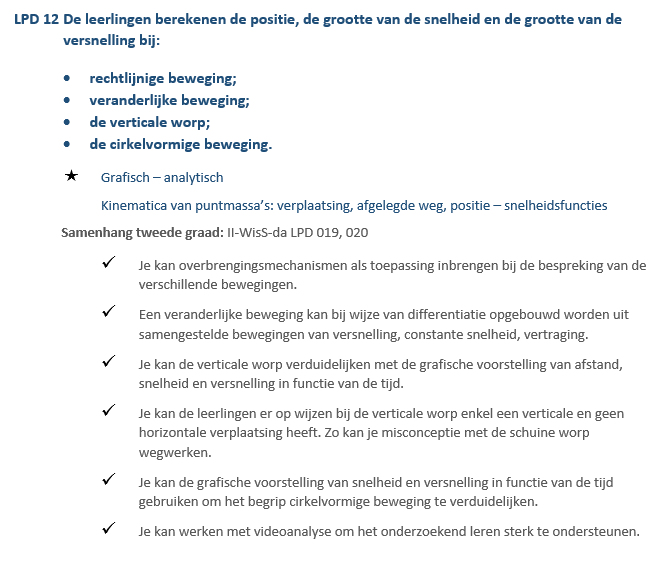 LPD 12 De leerlingen berekenen de positie, de grootte van de snelheid en de grootte van de
versnelling bij:
• rechtlijnige beweging;
• veranderlijke beweging;
• de verticale worp;
• de cirkelvormige beweging.
★ Grafisch – analytisch
Kinematica van puntmassa's: verplaatsing, afgelegde weg, positie – snelheidsfuncties
Samenhang tweede graad: II-WisS-da LPD 019, 020
✓ Je kan overbrengingsmechanismen als toepassing inbrengen bij de bespreking van de
verschillende bewegingen.
✓ Een veranderlijke beweging kan bij wijze van differentiatie opgebouwd worden uit
samengestelde bewegingen van versnelling, constante snelheid, vertraging.
✓ Je kan de verticale worp verduidelijken met de grafische voorstelling van afstand,
snelheid en versnelling in functie van de tijd.
✓ Je kan de leerlingen er op wijzen bij de verticale worp enkel een verticale en geen
horizontale verplaatsing heeft. Zo kan je misconceptie met de schuine worp
wegwerken.
✓ Je kan de grafische voorstelling van snelheid en versnelling in functie van de tijd
gebruiken om het begrip cirkelvormige beweging te verduidelijken.
✓ Je kan werken met videoanalyse om het onderzoekend leren sterk te ondersteunen.